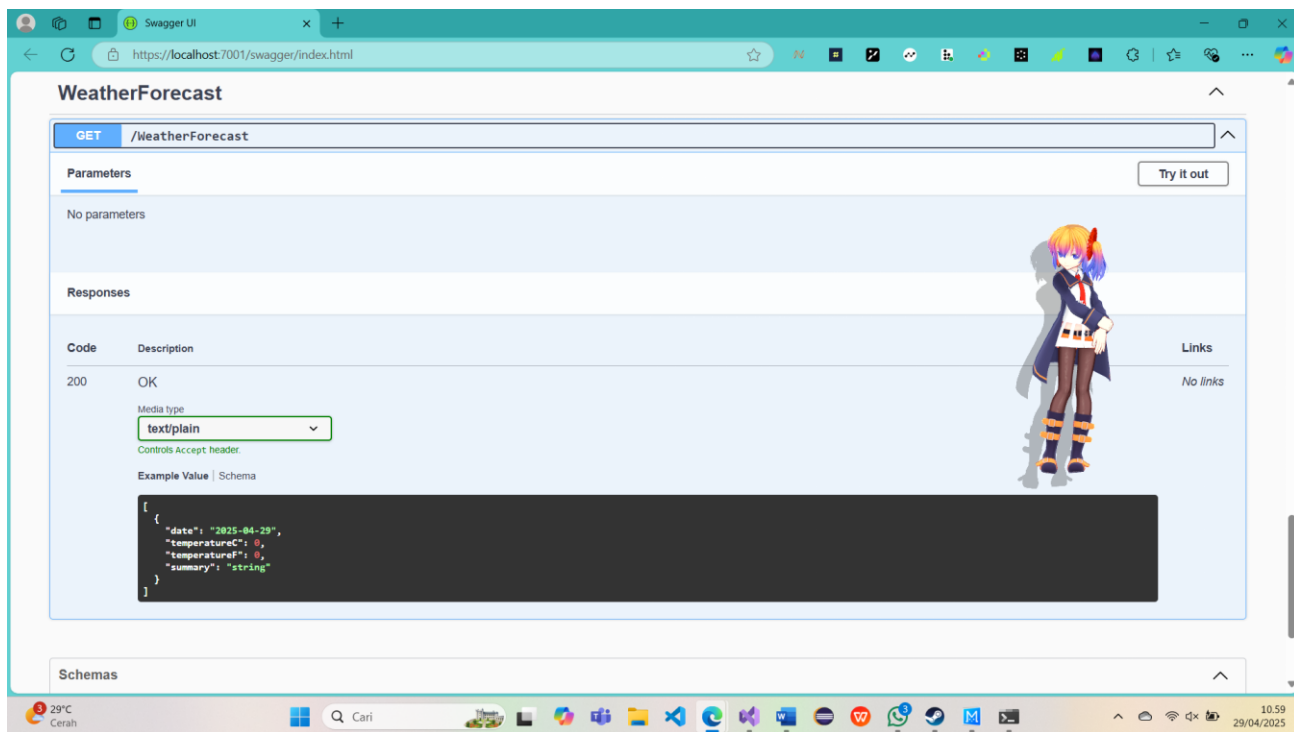 Swagger UI
https://localhost:7001/swagger/index.html
WeatherForecast
GET /WeatherForecast
Parameters
Try it out
No parameters
Responses
Code Description Links
200 OK No links
Media type
text/plain
Controls Accept header.
Example Value | Schema
[
{
"date": "2025-04-29",
"temperatureC": 0,
"temperatureF": 0,
"summary": "string"
}
]
Schemas
3 29°C
Cerah
Cari
3
10.59
29/04/2025